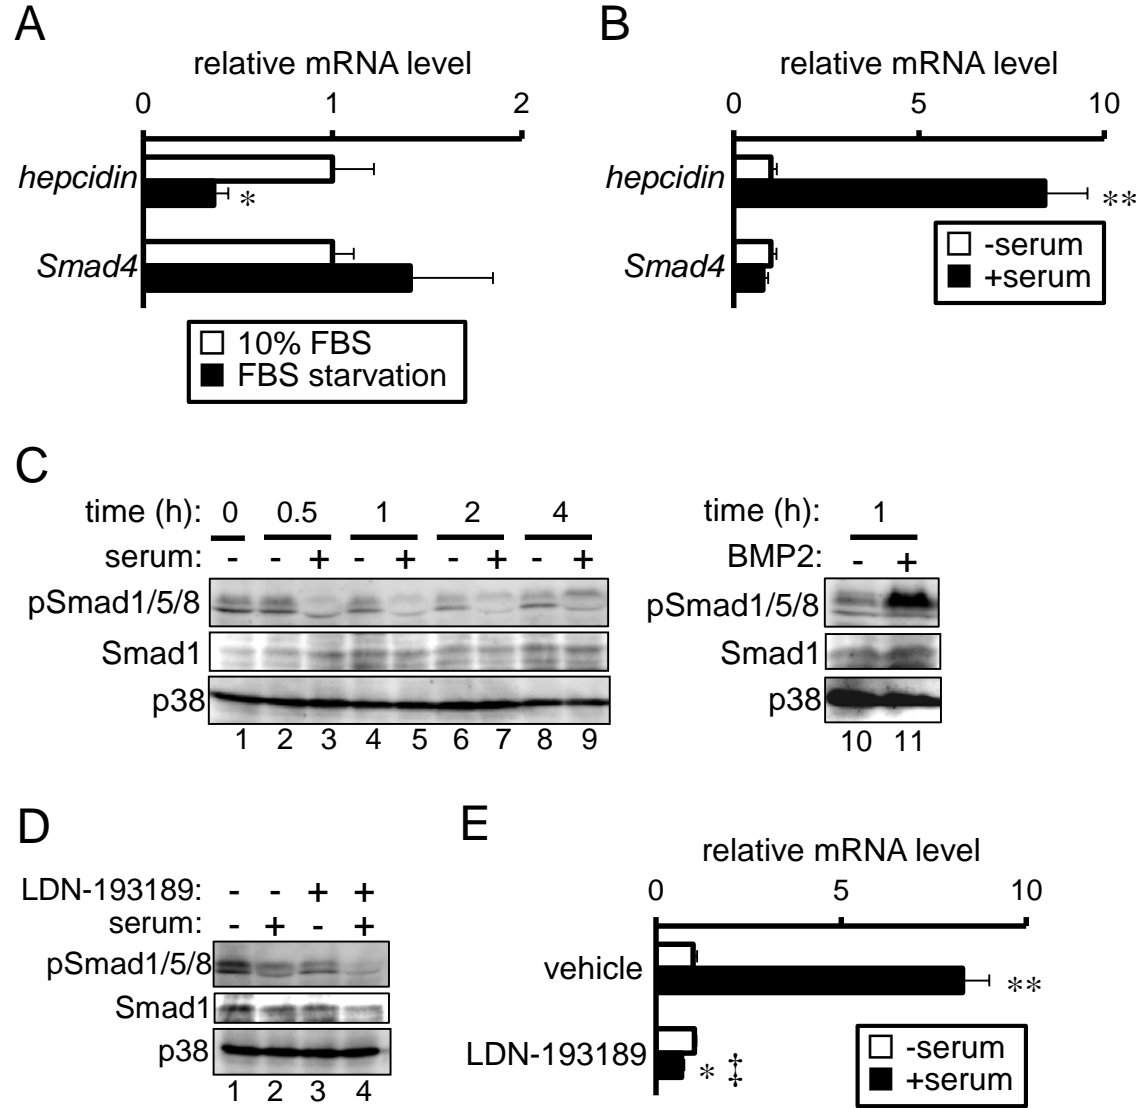 A
relative mRNA level
0 1 2
hepcidin
*
Smad4
10% FBS
FBS starvation
B
relative mRNA level
0 5 10
hepcidin
**
Smad4
-serum
+serum
C
time (h): 0 0.5 1 2 4
serum: - - + - + - + - +
pSmad1/5/8
Smad1
p38
1 2 3 4 5 6 7 8 9
time (h): 1
BMP2: - +
pSmad1/5/8
Smad1
p38
10 11
D
LDN-193189: - - + +
serum: - + - +
pSmad1/5/8
Smad1
p38
1 2 3 4
E
relative mRNA level
0 5 10
vehicle
**
LDN-193189
* ‡
-serum
+serum